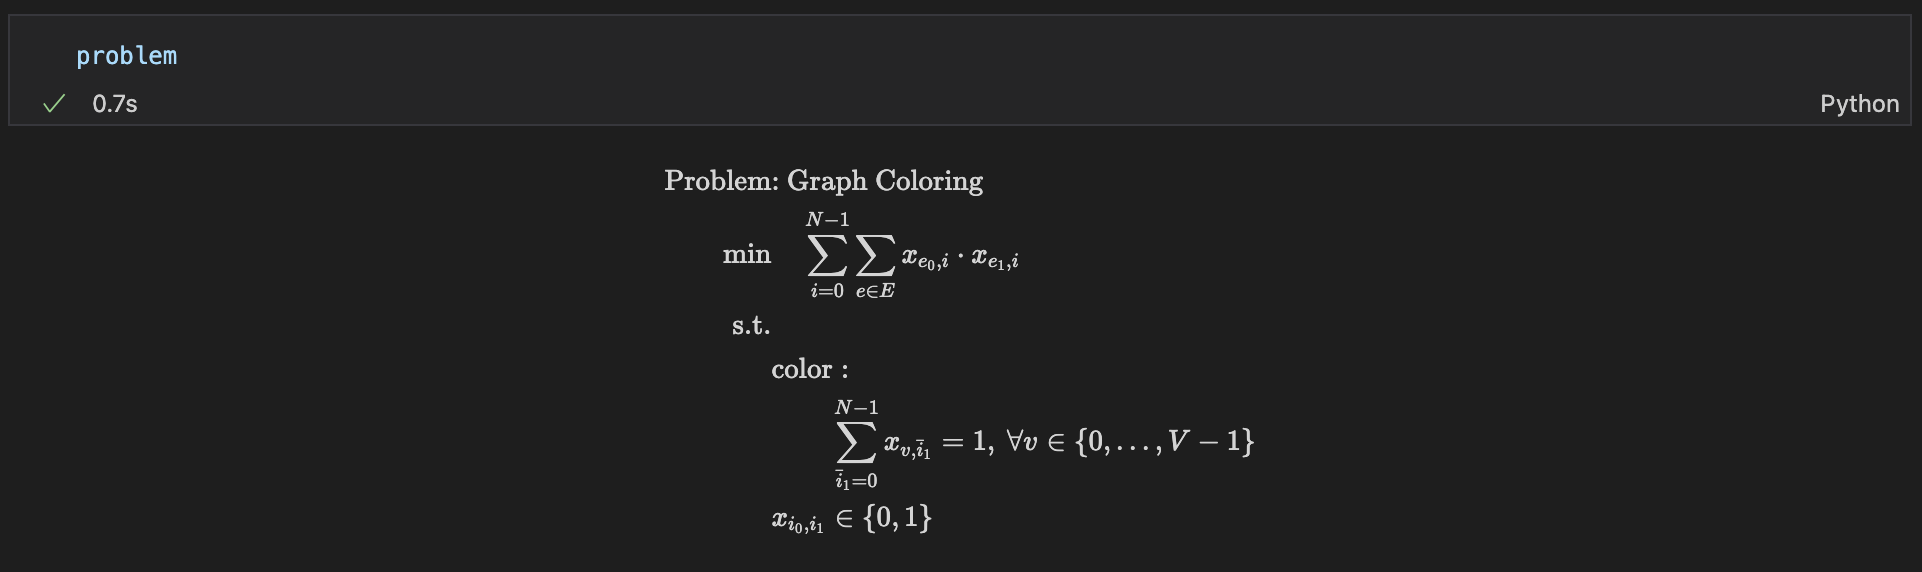 problem
✓ 0.7s Python
Problem: Graph Coloring
min $\sum_{i=0}^{N-1} \sum_{e \in E} x_{e_0,i} \cdot x_{e_1,i}$
s.t.
color :
$\sum_{\bar{i}_1=0}^{N-1} x_{v,\bar{i}_1} = 1, \forall v \in \{0, \ldots, V - 1\}$
$x_{i_0,i_1} \in \{0, 1\}$